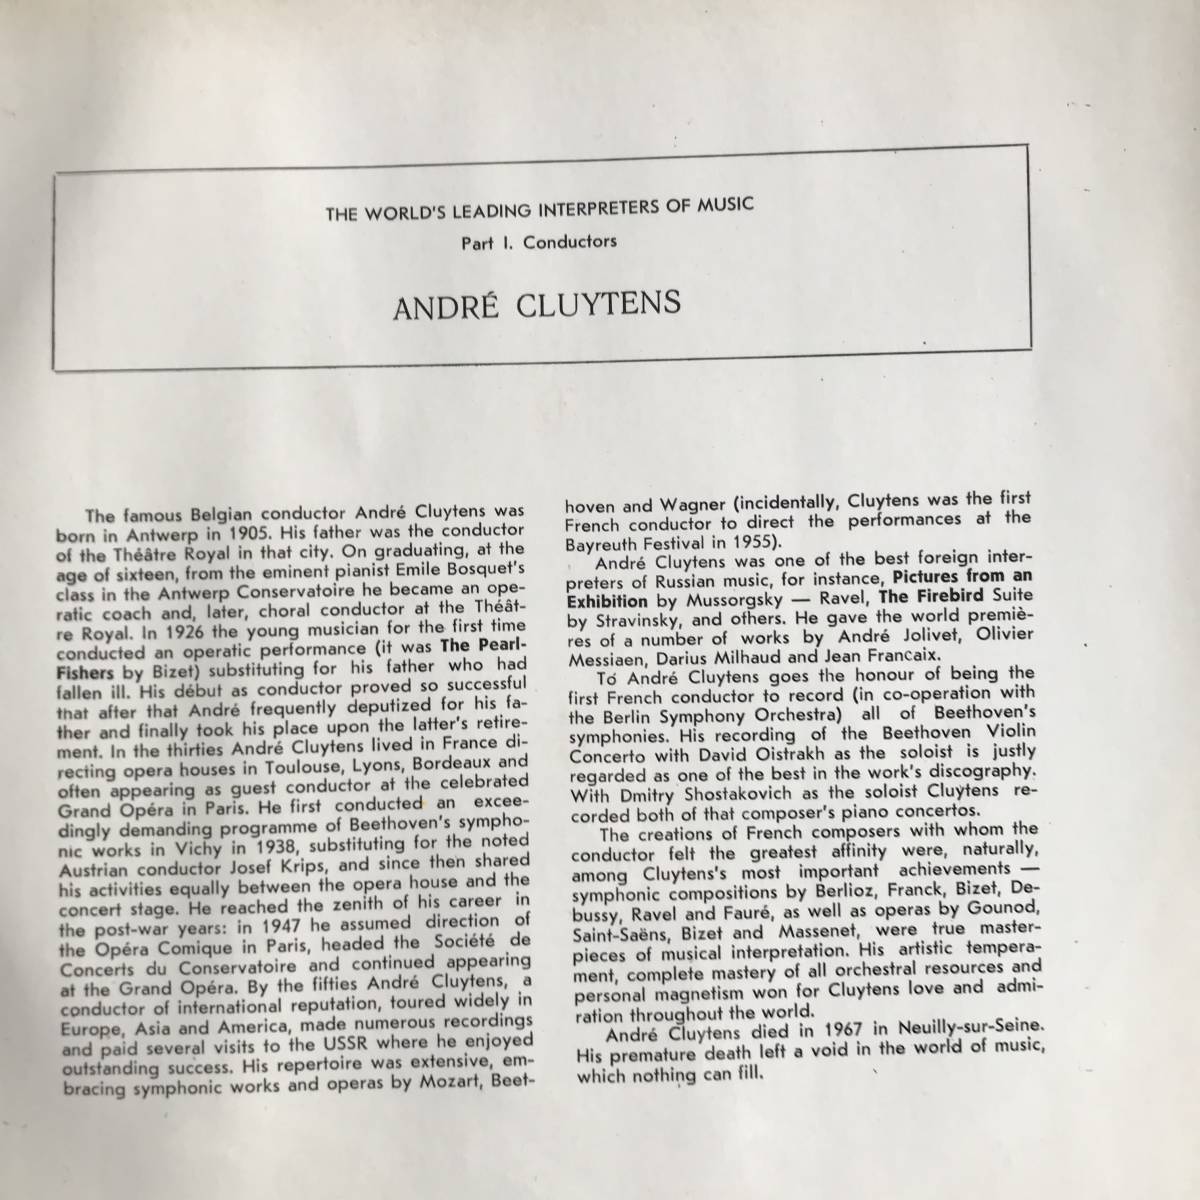 THE WORLD'S LEADING INTERPRETERS OF MUSIC
Part I. Conductors
ANDRÉ CLUYTENS
The famous Belgian conductor André Cluytens was
born in Antwerp in 1905. His father was the conductor
of the Théâtre Royal in that city. On graduating, at the
age of sixteen, from the eminent pianist Emile Bosquet's
class in the Antwerp Conservatoire he became an ope-
ratic coach and, later, choral conductor at the Théât-
re Royal. In 1926 the young musician for the first time
conducted an operatic performance (it was The Pearl-
Fishers by Bizet) substituting for his father who had
fallen ill. His début as conductor proved so successful
that after that André frequently deputized for his fa-
ther and finally took his place upon the latter's retire-
ment. In the thirties André Cluytens lived in France di-
recting opera houses in Toulouse, Lyons, Bordeaux and
often appearing as guest conductor at the celebrated
Grand Opéra in Paris. He first conducted an excee-
dingly demanding programme of Beethoven's sympho-
nic works in Vichy in 1938, substituting for the noted
Austrian conductor Josef Krips, and since then shared
his activities equally between the opera house and the
concert stage. He reached the zenith of his career in
the post-war years: in 1947 he assumed direction of
the Opéra Comique in Paris, headed the Société de
Concerts du Conservatoire and continued appearing
at the Grand Opéra. By the fifties André Cluytens, a
conductor of international reputation, toured widely in
Europe, Asia and America, made numerous recordings
and paid several visits to the USSR where he enjoyed
outstanding success. His repertoire was extensive, em-
bracing symphonic works and operas by Mozart, Beet-
hoven and Wagner (incidentally, Cluytens was the first
French conductor to direct the performances at the
Bayreuth Festival in 1955).
André Cluytens was one of the best foreign inter-
preters of Russian music, for instance, Pictures from an
Exhibition by Mussorgsky — Ravel, The Firebird Suite
by Stravinsky, and others. He gave the world premiè-
res of a number of works by André Jolivet, Olivier
Messiaen, Darius Milhaud and Jean Francaix.
To André Cluytens goes the honour of being the
first French conductor to record (in co-operation with
the Berlin Symphony Orchestra) all of Beethoven's
symphonies. His recording of the Beethoven Violin
Concerto with David Oistrakh as the soloist is justly
regarded as one of the best in the work's discography.
With Dmitry Shostakovich as the soloist Cluytens re-
corded both of that composer's piano concertos.
The creations of French composers with whom the
conductor felt the greatest affinity were, naturally,
among Cluytens's most important achievements —
symphonic compositions by Berlioz, Franck, Bizet, De-
bussy, Ravel and Fauré, as well as operas by Gounod,
Saint-Saëns, Bizet and Massenet, were true master-
pieces of musical interpretation. His artistic tempera-
ment, complete mastery of all orchestral resources and
personal magnetism won for Cluytens love and admi-
ration throughout the world.
André Cluytens died in 1967 in Neuilly-sur-Seine.
His premature death left a void in the world of music,
which nothing can fill.